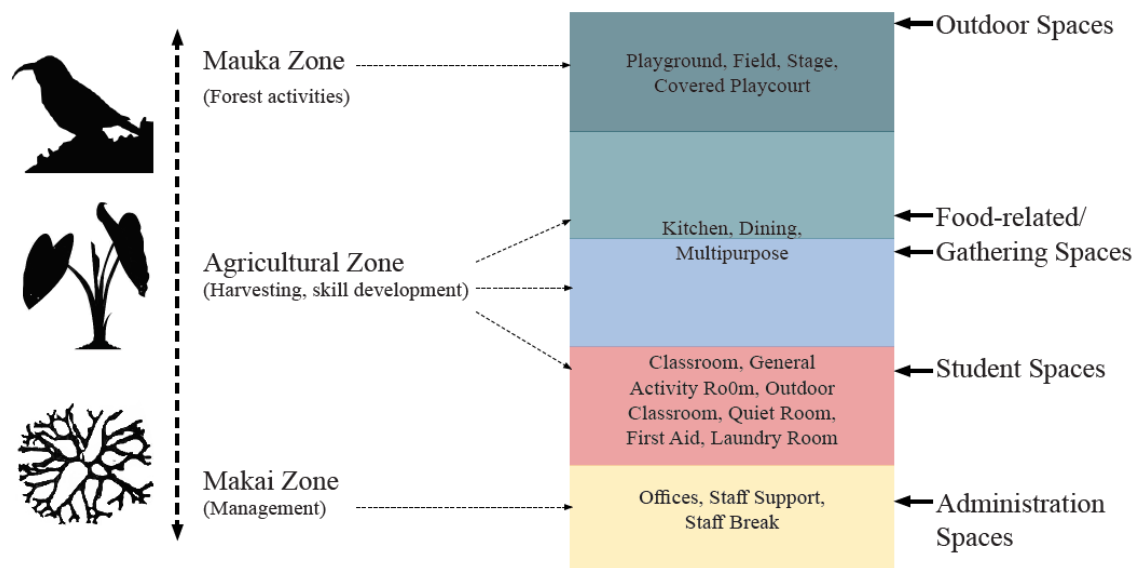 Mauka Zone
(Forest activities)
Agricultural Zone
(Harvesting, skill development)
Makai Zone
(Management)
Playground, Field, Stage,
Covered Playcourt
Kitchen, Dining,
Multipurpose
Classroom, General
Activity Ro0m, Outdoor
Classroom, Quiet Room,
First Aid, Laundry Room
Offices, Staff Support,
Staff Break
Outdoor Spaces
Food-related/
Gathering Spaces
Student Spaces
Administration
Spaces